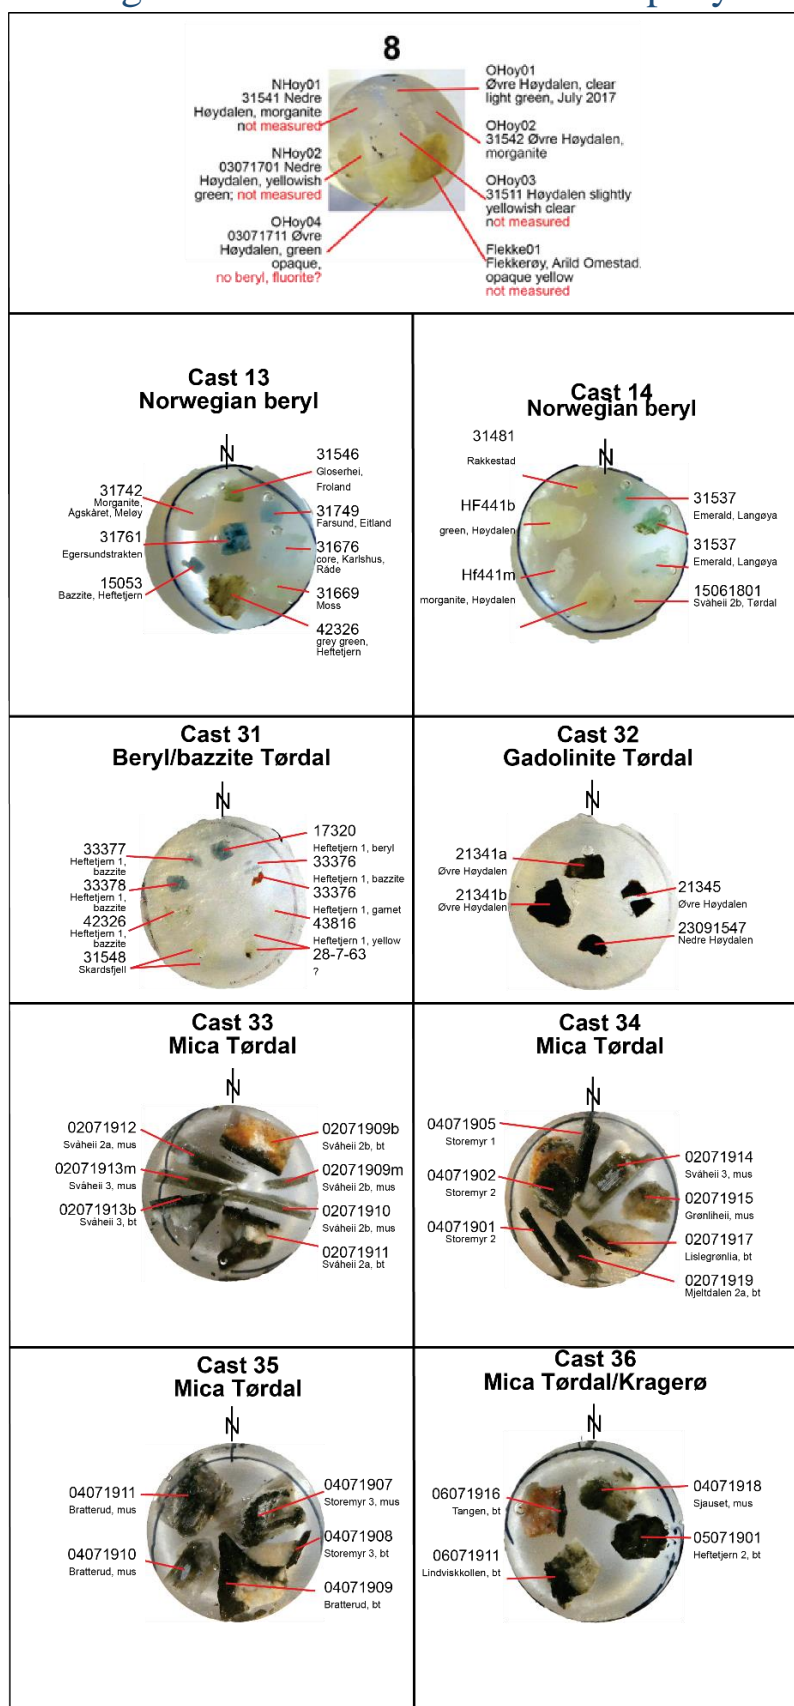 8
NHoy01
31541 Nedre
Høydalen, morganite
not measured
NHoy02
03071701 Nedre
Høydalen, yellowish
green; not measured
OHoy04
03071711 Øvre
Høydalen, green
opaque,
no beryl, fluorite?
OHoy01
Øvre Høydalen, clear
light green, July 2017
OHoy02
31542 Øvre Høydalen,
morganite
OHoy03
31511 Høydalen slightly
yellowish clear
not measured
Flekke01
Flekkerøy, Arild Omestad.
opaque yellow
not measured
Cast 13
Norwegian beryl
N
31742
Morganite,
Ågskåret, Meløy
31761
Egersundstrakten
15053
Bazzite, Heftetjern
31546
Gloserhei,
Froland
31749
Farsund, Eitland
31676
core, Karlshus,
Råde
31669
Moss
42326
grey green,
Heftetjern
Cast 14
Norwegian beryl
N
31481
Rakkestad
HF441b
green, Høydalen
Hf441m
morganite, Høydalen
31537
Emerald, Langøya
31537
Emerald, Langøya
15061801
Svåheii 2b, Tørdal
Cast 31
Beryl/bazzite Tørdal
N
33377
Heftetjern 1,
bazzite
33378
Heftetjern 1,
bazzite
42326
Heftetjern 1,
bazzite
31548
Skardsfjell
17320
Heftetjern 1, beryl
33376
Heftetjern 1, bazzite
33376
Heftetjern 1, garnet
43816
Heftetjern 1, yellow
28-7-63
?
Cast 32
Gadolinite Tørdal
N
21341a
Øvre Høydalen
21341b
Øvre Høydalen
21345
Øvre Høydalen
23091547
Nedre Høydalen
Cast 33
Mica Tørdal
N
02071912
Svåheii 2a, mus
02071913m
Svåheii 3, mus
02071913b
Svåheii 3, bt
02071909b
Svåheii 2b, bt
02071909m
Svåheii 2b, mus
02071910
Svåheii 2b, mus
02071911
Svåheii 2a, bt
Cast 34
Mica Tørdal
N
04071905
Storemyr 1
04071902
Storemyr 2
04071901
Storemyr 2
02071914
Svåheii 3, mus
02071915
Grønliheii, mus
02071917
Lislegrønlia, bt
02071919
Mjeltdalen 2a, bt
Cast 35
Mica Tørdal
N
04071911
Bratterud, mus
04071910
Bratterud, mus
04071907
Storemyr 3, mus
04071908
Storemyr 3, bt
04071909
Bratterud, bt
Cast 36
Mica Tørdal/Kragerø
N
06071916
Tangen, bt
06071911
Lindviskkollen, bt
04071918
Sjauset, mus
05071901
Heftetjern 2, bt